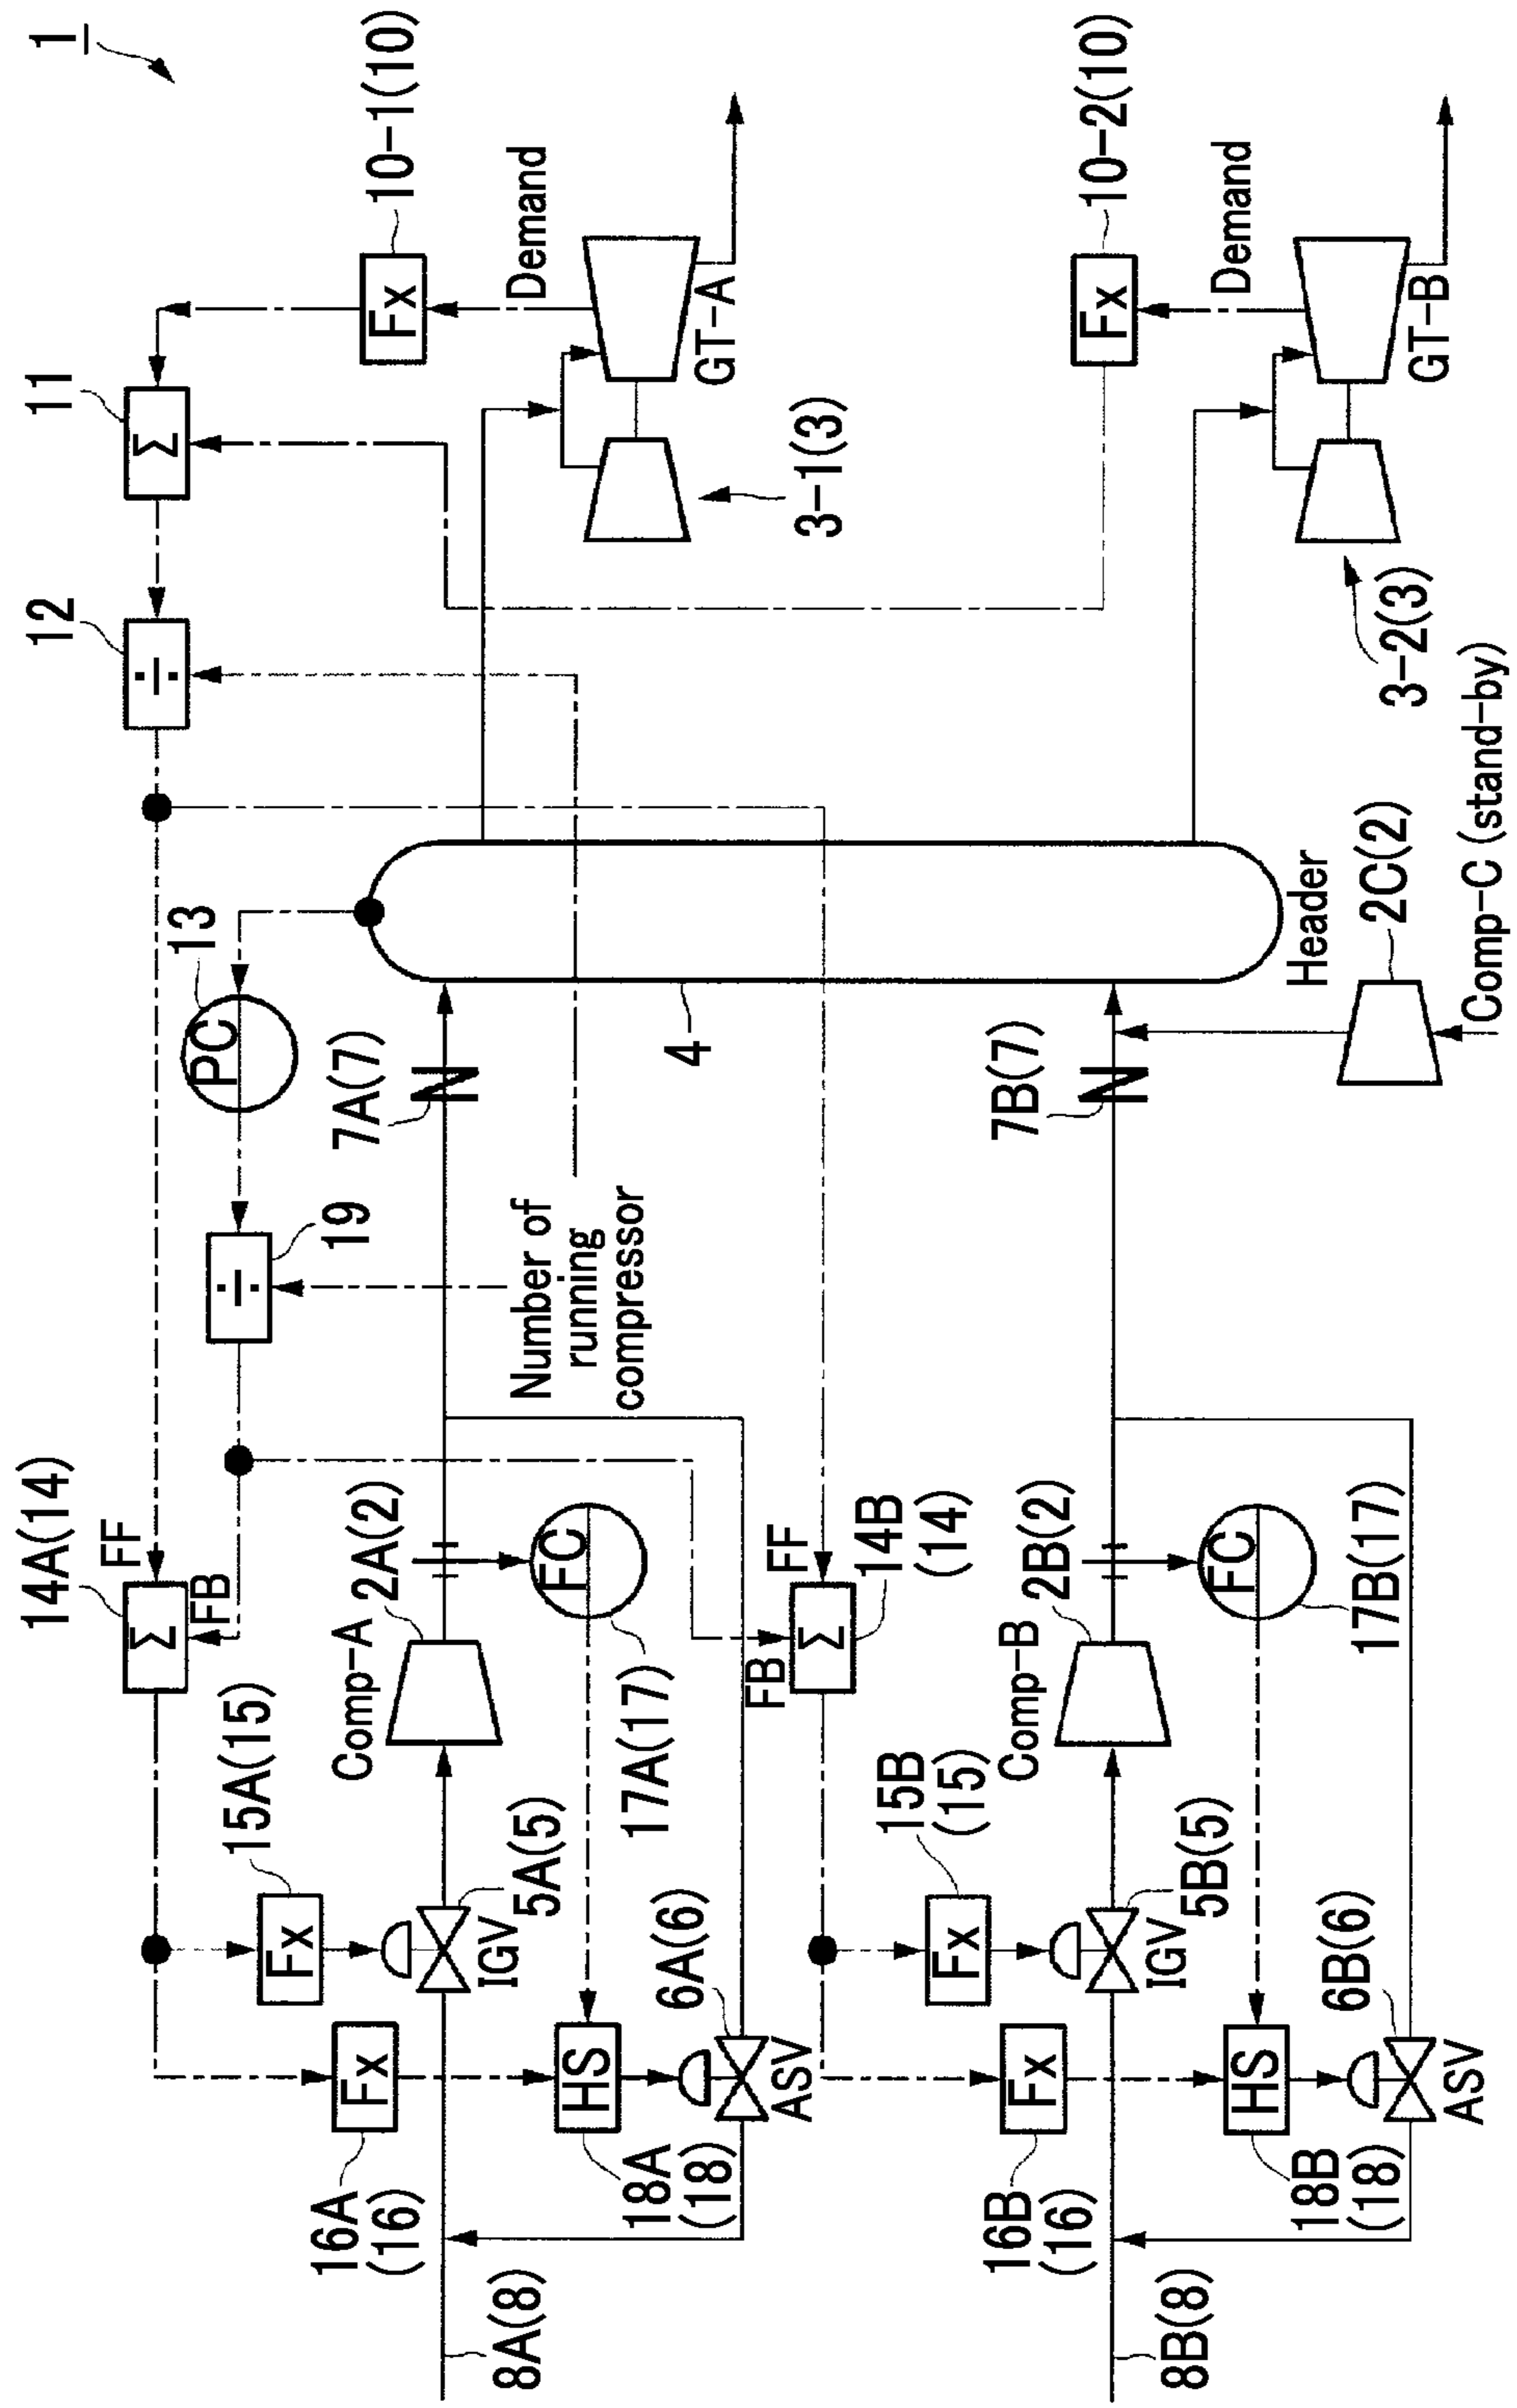 1
10-1(10)
Fx
Demand
GT-A
3-1(3)
11
Σ
12
÷
10-2(10)
Fx
Demand
GT-B
3-2(3)
13
PC
4
Header
2C(2)
Comp-C (stand-by)
7A(7)
N
7B(7)
N
19
÷
Number of
running
compressor
14A(14)
FF
FB
Σ
2A(2)
Comp-A
FC
17A(17)
14B
(14)
FF
FB
Σ
2B(2)
Comp-B
FC
17B(17)
15A(15)
Fx
5A(5)
IGV
15B
(15)
Fx
5B(5)
IGV
16A
(16)
Fx
HS
18A
(18)
6A(6)
ASV
16B
(16)
Fx
HS
18B
(18)
6B(6)
ASV
8A(8)
8B(8)